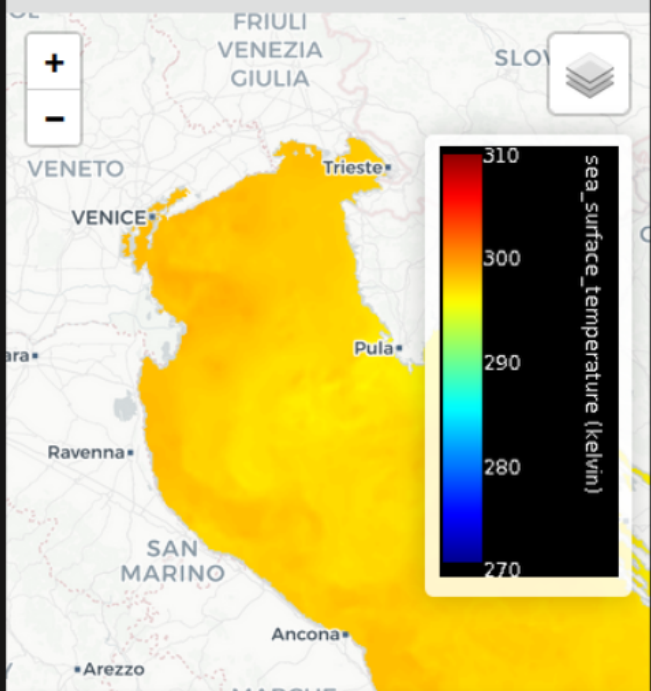 FRIULI
VENEZIA
GIULIA
+
−
VENETO
Trieste
VENICE
Pula
Ravenna
SAN
MARINO
Ancona
Arezzo
310
300
290
280
270
sea_surface_temperature (kelvin)